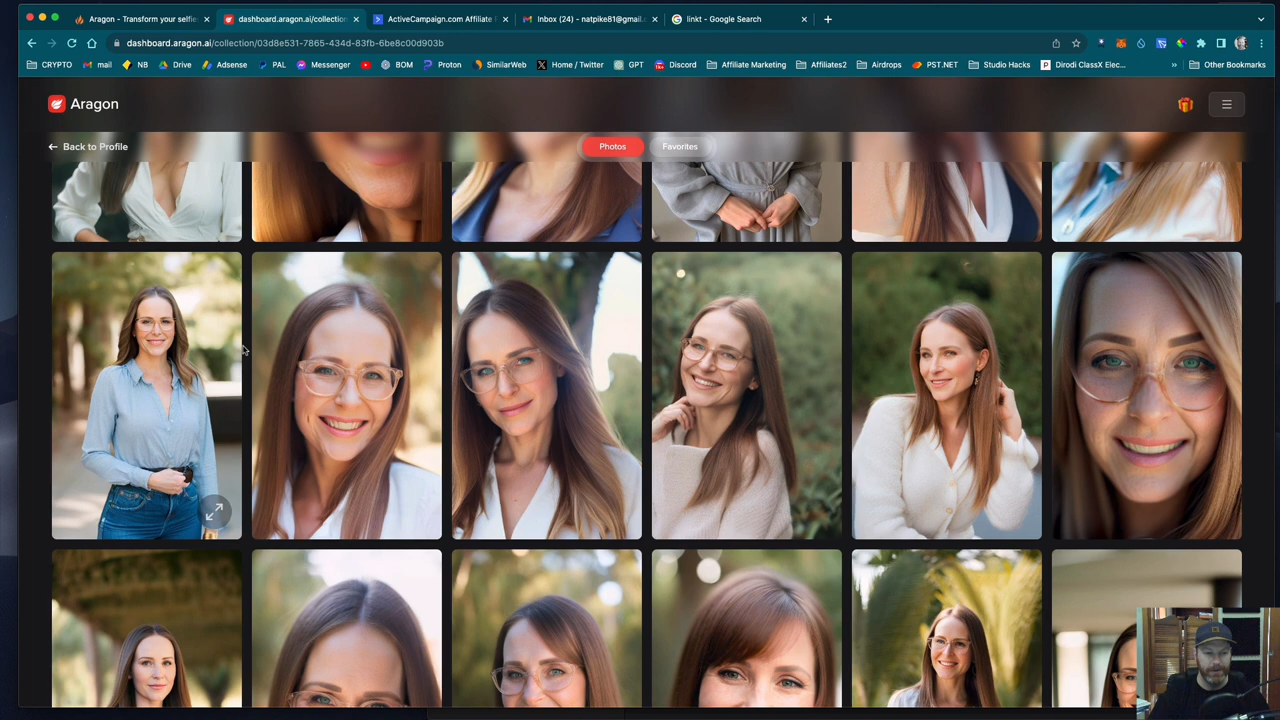 Aragon - Transform your selfie
dashboard.aragon.ai/collection
ActiveCampaign.com Affiliate F
Inbox (24) - natpike81@gmail.
linkt - Google Search
dashboard.aragon.ai/collection/03d8e531-7865-434d-83fb-6be8c00d903b
CRYPTO
mail
NB
Drive
Adsense
PAL
Messenger
BOM
Proton
SimilarWeb
Home / Twitter
GPT
Discord
Affiliate Marketing
Affiliates2
Airdrops
PST.NET
Studio Hacks
Dirodi ClassX Elec...
»
Other Bookmarks
Aragon
Back to Profile
Photos
Favorites